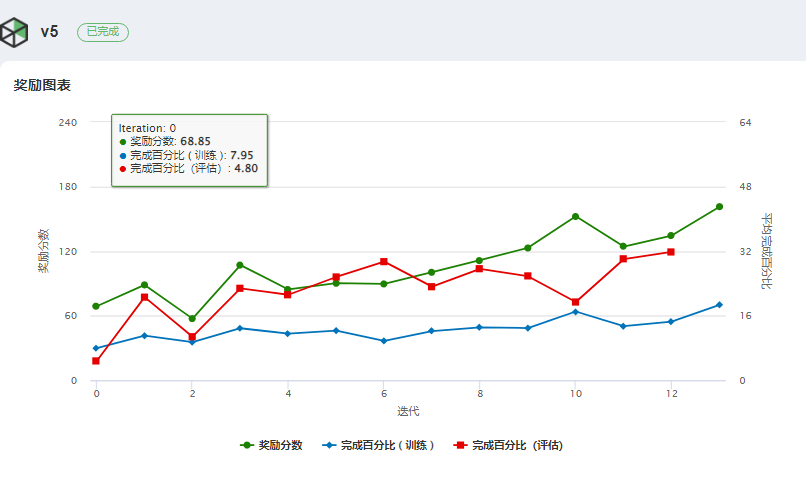 v5 已完成
奖励图表
240 64
Iteration: 0
奖励分数: 68.85
完成百分比 ( 训练 ): 7.95
完成百分比（评估）: 4.80
180 48
奖励分数
平均完成百分比
120 32
60 16
0 0
0 2 4 6 8 10 12
迭代
奖励分数 完成百分比 ( 训练 ) 完成百分比（评估)